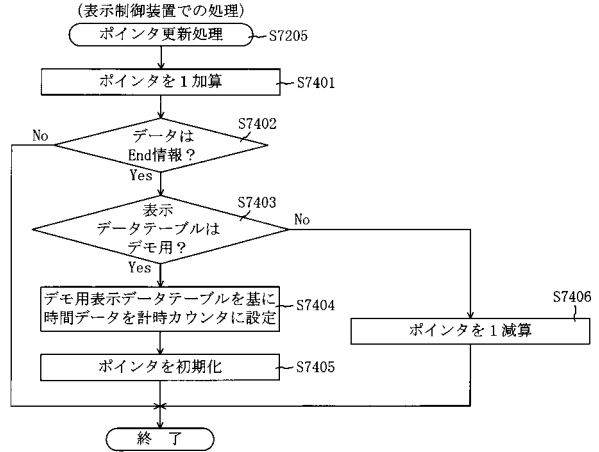 (表示制御装置での処理)
ポインタ更新処理
S7205
ポインタを1加算
S7401
S7402
No
データは
End情報?
Yes
S7403
表示
データテーブルは
デモ用?
No
Yes
デモ用表示データテーブルを基に
時間データを計時カウンタに設定
S7404
S7406
ポインタを1減算
ポインタを初期化
S7405
終 了